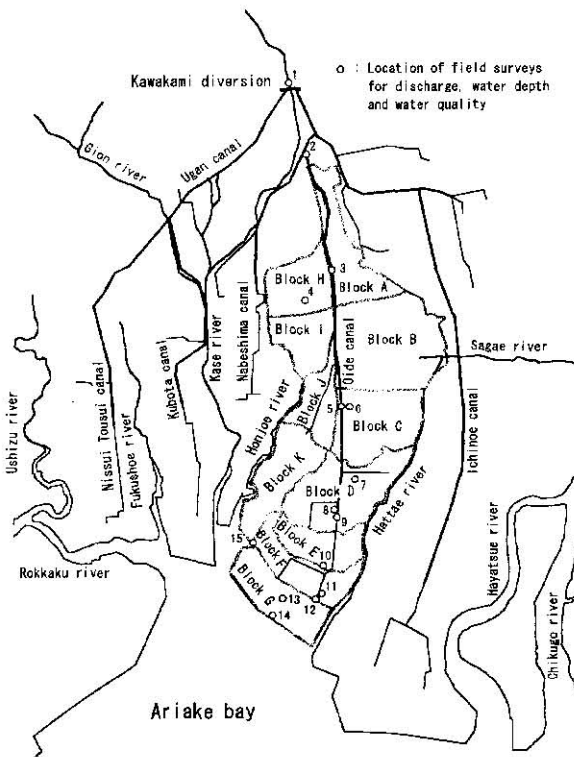 1
Kawakami diversion
○ : Location of field surveys
for discharge, water depth
and water quality
Gion river
Ugan canal
2
3
Block H
Block A
4
Block I
Block B
Oide canal
Sagae river
Nabeshima canal
Kase river
Kubota canal
Nissui Tousui canal
Fukushoe river
Ushizu river
Honjoe river
Block J
5
6
Block C
Ichinoe canal
Block K
7
Block D
Hettae river
8
9
Block E
10
15
Block F
Rokkaku river
Block G
13
11
12
14
Hayatsue river
Chikugo river
Ariake bay